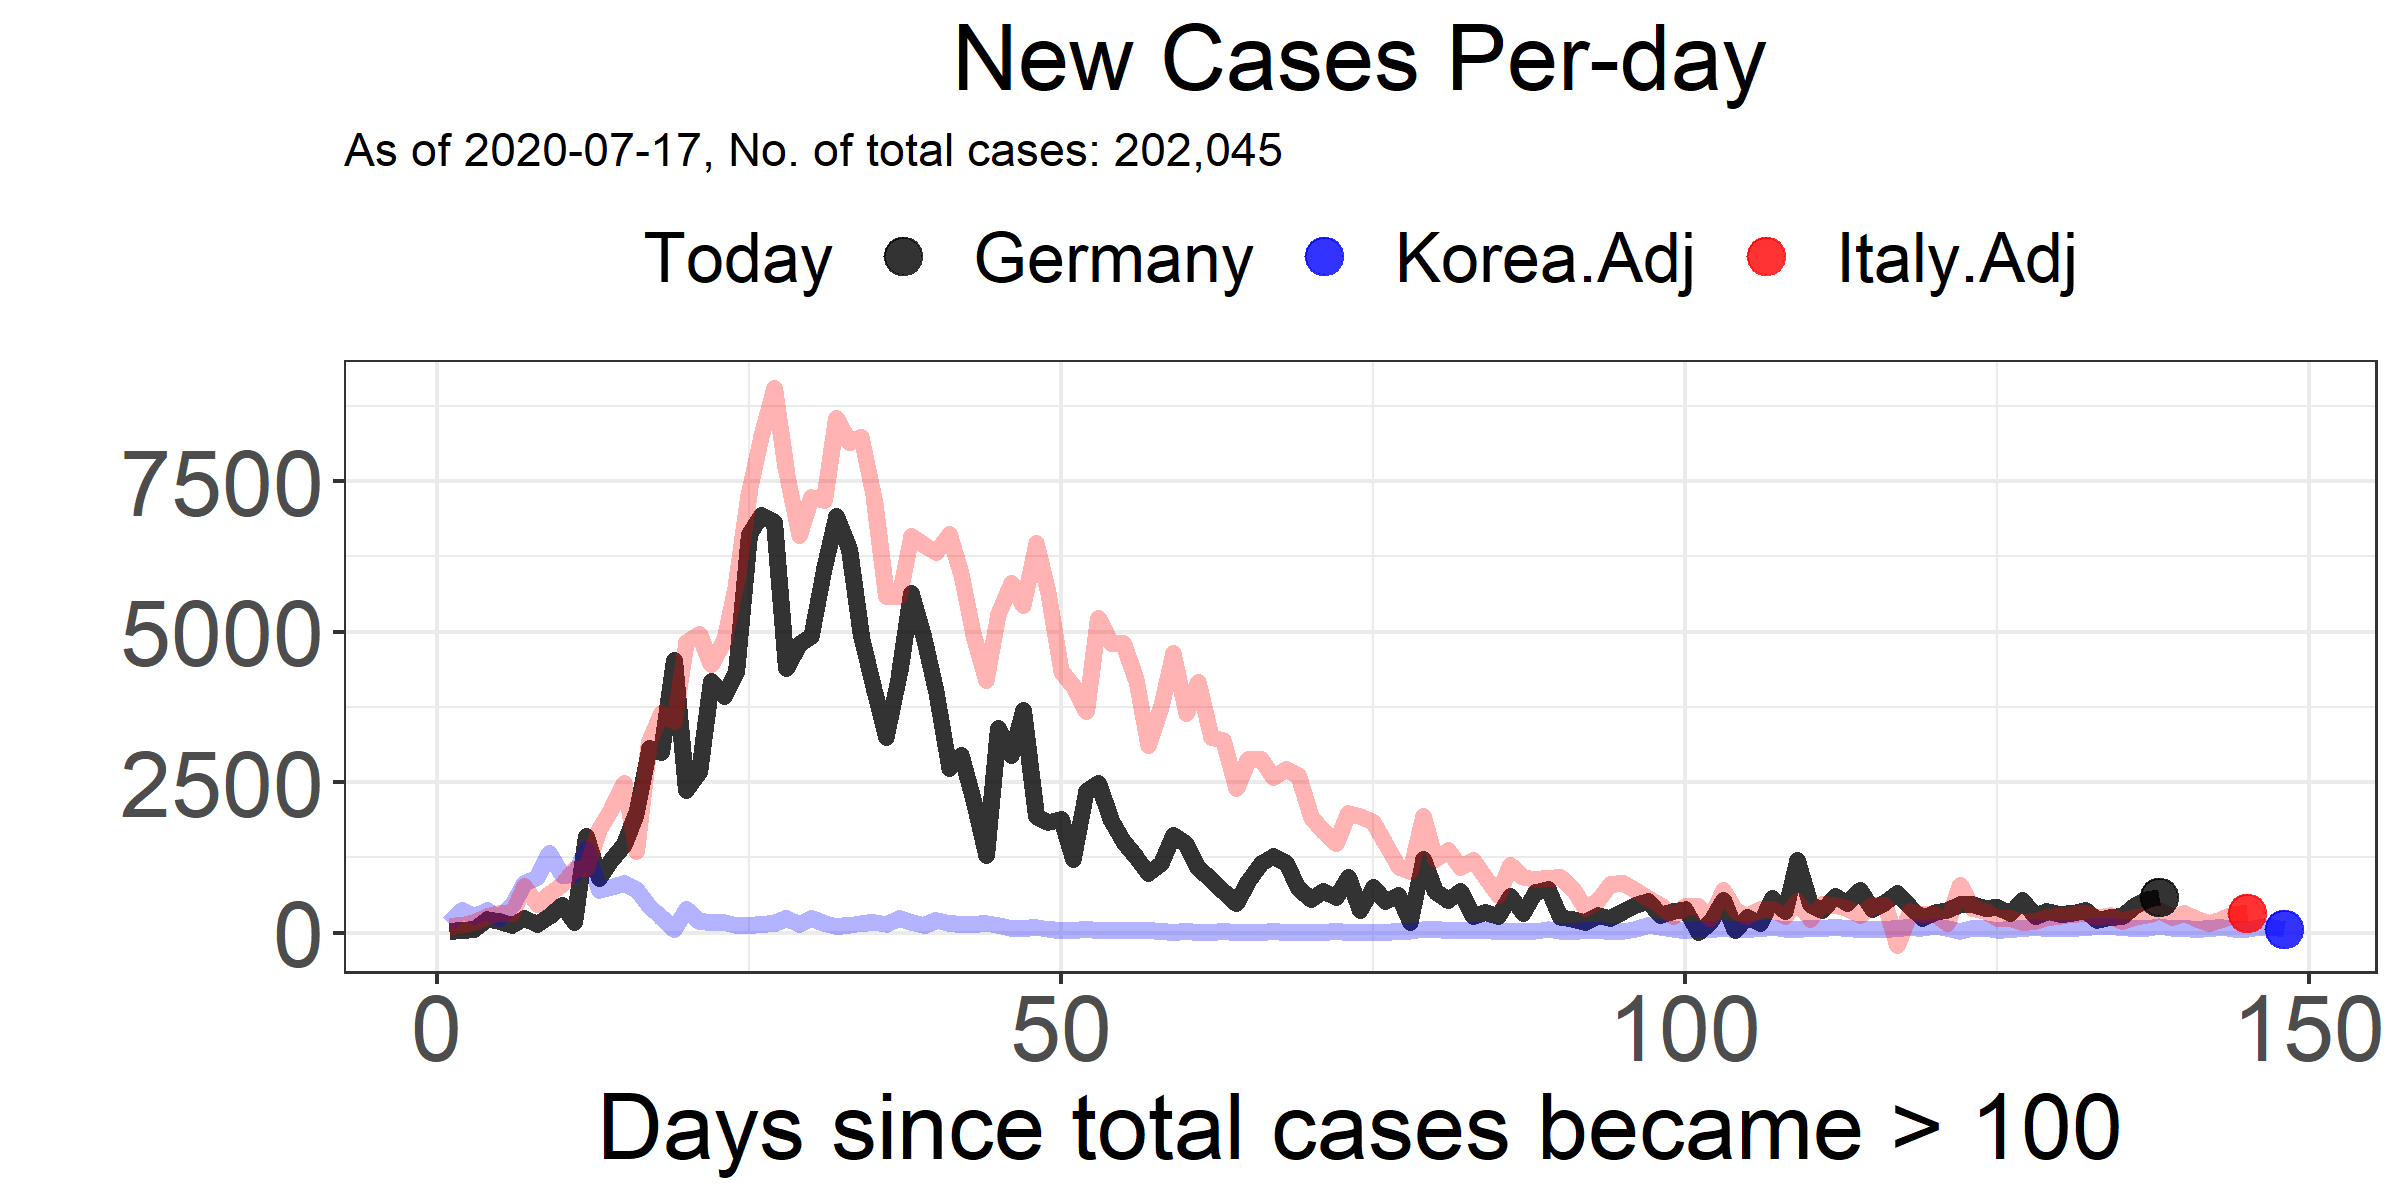 New Cases Per-day
As of 2020-07-17, No. of total cases: 202,045
Today Germany Korea.Adj Italy.Adj
7500
5000
2500
0
0 50 100 150
Days since total cases became > 100